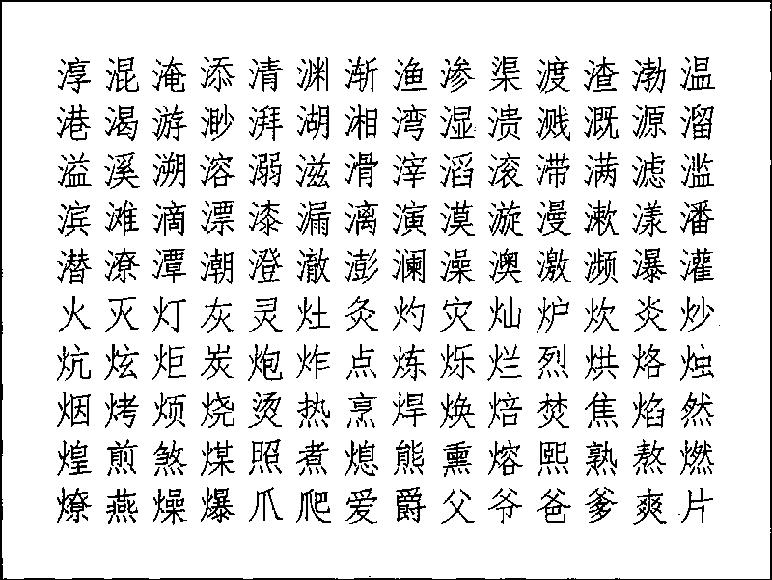 淳混淹添清渊渐渔渗渠渡渣渤温
港渴游渺湃湖湘湾湿溃溅溉源溜
溢溪溯溶溺滋滑滓滔滚滞满滤滥
滨滩滴漂漆漏漓演漠漩漫漱漾潘
潜潦潭潮澄澈澎澜澡澳激濒瀑灌
火灭灯灰灵灶灸灼灾灿炉炊炎炒
炕炫炬炭炮炸点炼烁烂烈烘烙烛
烟烤烦烧烫热烹焊焕焙焚焦焰然
煌煎煞煤照煮熄熊熏熔熙熟熬燃
燎燕燥爆爪爬爱爵父爷爸爹爽片